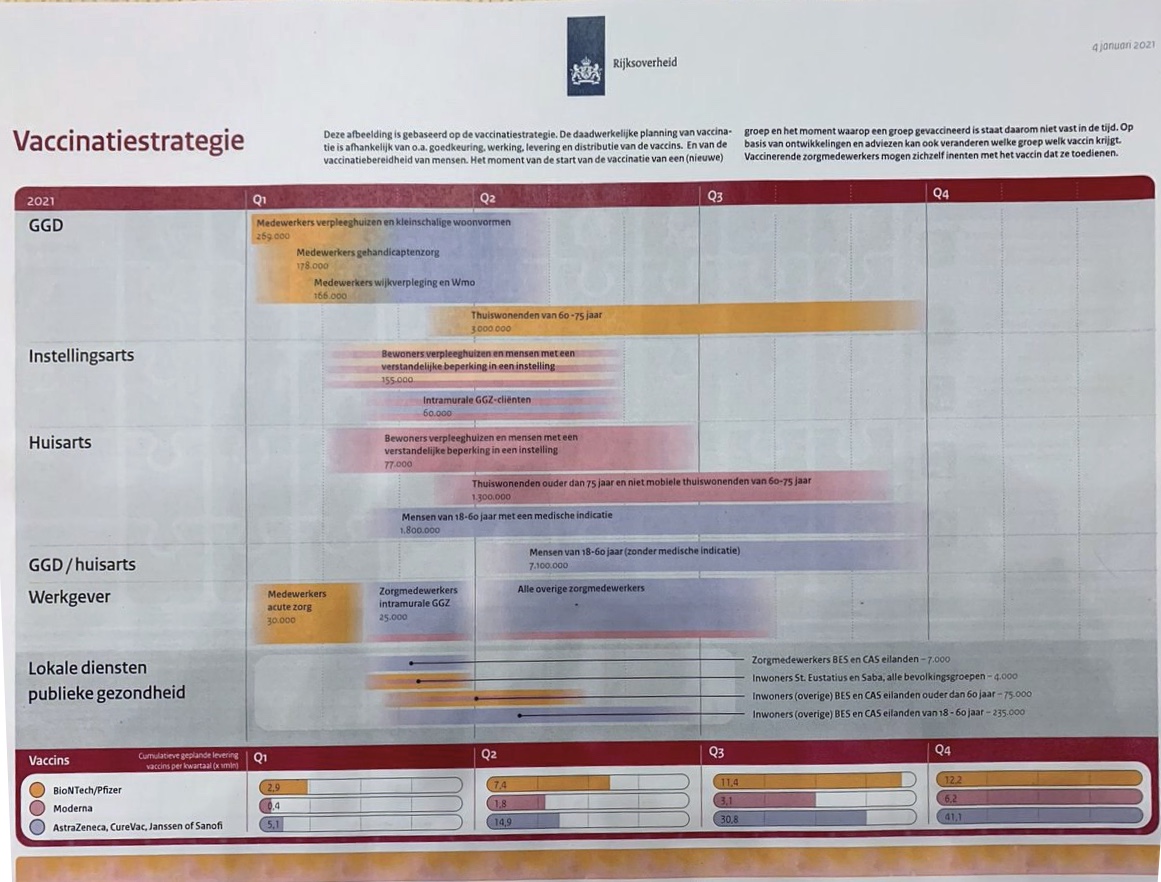 Rijksoverheid
4 januari 2021
Vaccinatiestrategie
Deze afbeelding is gebaseerd op de vaccinatiestrategie. De daadwerkelijke planning van vaccina-
tie is afhankelijk van o.a. goedkeuring, werking, levering en distributie van de vaccins. En van de
vaccinatiebereidheid van mensen. Het moment van de start van de vaccinatie van een (nieuwe)
groep en het moment waarop een groep gevaccineerd is staat daarom niet vast in de tijd. Op
basis van ontwikkelingen en adviezen kan ook veranderen welke groep welk vaccin krijgt.
Vaccinerende zorgmedewerkers mogen zichzelf inenten met het vaccin dat ze toedienen.
2021 Q1 Q2 Q3 Q4
GGD
Medewerkers verpleeghuizen en kleinschalige woonvormen
269.000
Medewerkers gehandicaptenzorg
178.000
Medewerkers wijkverpleging en Wmo
166.000
Thuiswonenden van 60 -75 jaar
3.000.000
Instellingsarts
Bewoners verpleeghuizen en mensen met een
verstandelijke beperking in een instelling
155.000
Intramurale GGZ-cliënten
60.000
Huisarts
Bewoners verpleeghuizen en mensen met een
verstandelijke beperking in een instelling
77.000
Thuiswonenden ouder dan 75 jaar en niet mobiele thuiswonenden van 60-75 jaar
1.300.000
Mensen van 18-60 jaar met een medische indicatie
1.800.000
GGD / huisarts
Mensen van 18-60 jaar (zonder medische indicatie)
7.100.000
Werkgever
Medewerkers
acute zorg
30.000
Zorgmedewerkers
intramurale GGZ
25.000
Alle overige zorgmedewerkers
Lokale diensten
publieke gezondheid
Zorgmedewerkers BES en CAS eilanden – 7.000
Inwoners St. Eustatius en Saba, alle bevolkingsgroepen – 4.000
Inwoners (overige) BES en CAS eilanden ouder dan 60 jaar – 75.000
Inwoners (overige) BES en CAS eilanden van 18 - 60 jaar – 235.000
Vaccins
Cumulatieve geplande levering
vaccins per kwartaal (x 1mln)
Q1 Q2 Q3 Q4
BioNTech/Pfizer 2,9 7,4 11,4 12,2
Moderna 0,4 1,8 3,1 6,2
AstraZeneca, CureVac, Janssen of Sanofi 5,1 14,9 30,8 41,1